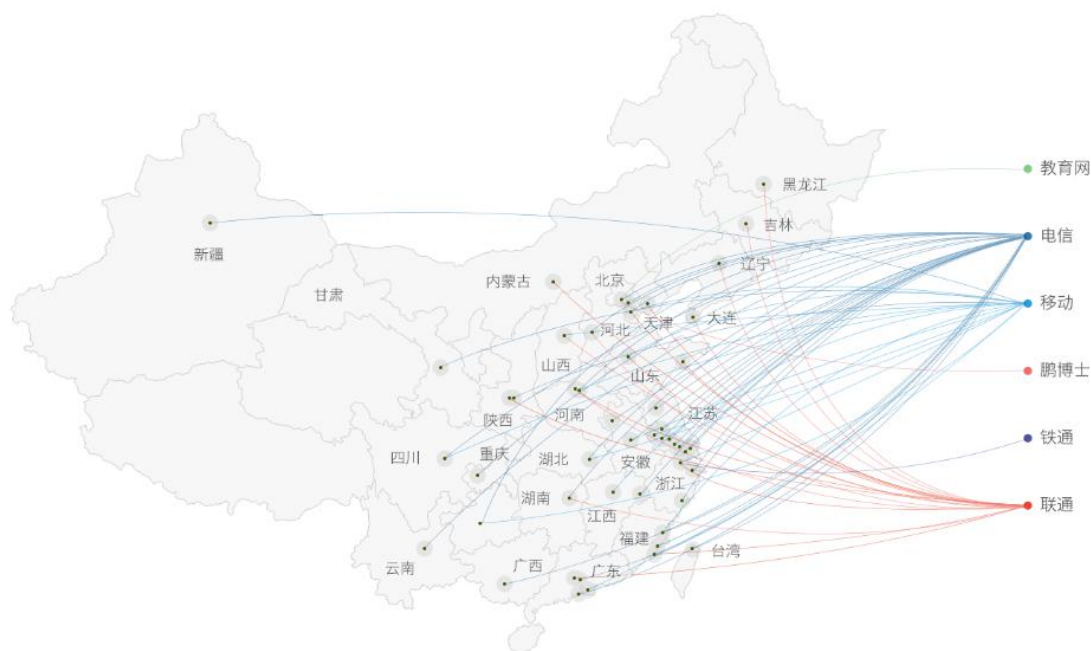 黑龙江
吉林
辽宁
新疆
内蒙古
北京
甘肃
天津
大连
河北
山西
山东
陕西
河南
江苏
四川
重庆
湖北
安徽
浙江
湖南
江西
福建
台湾
云南
广西
广东
教育网
电信
移动
鹏博士
铁通
联通